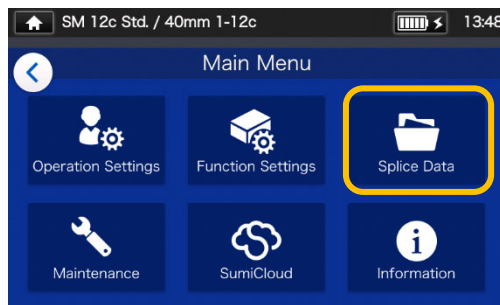 SM 12c Std. / 40mm 1-12c 13:48
Main Menu
Operation Settings Function Settings Splice Data
Maintenance SumiCloud Information